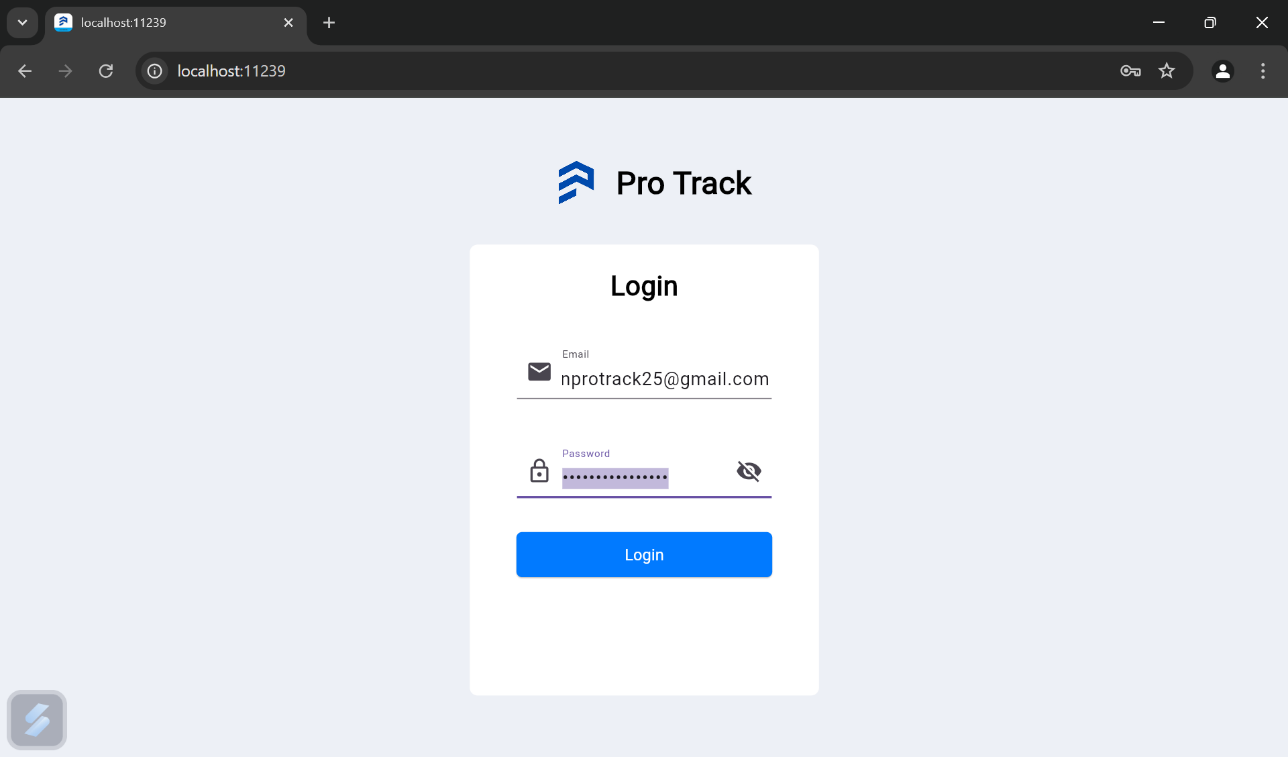 localhost:11239
localhost:11239
Pro Track
Login
Email
nprotrack25@gmail.com
Password
••••••••••••••••
Login